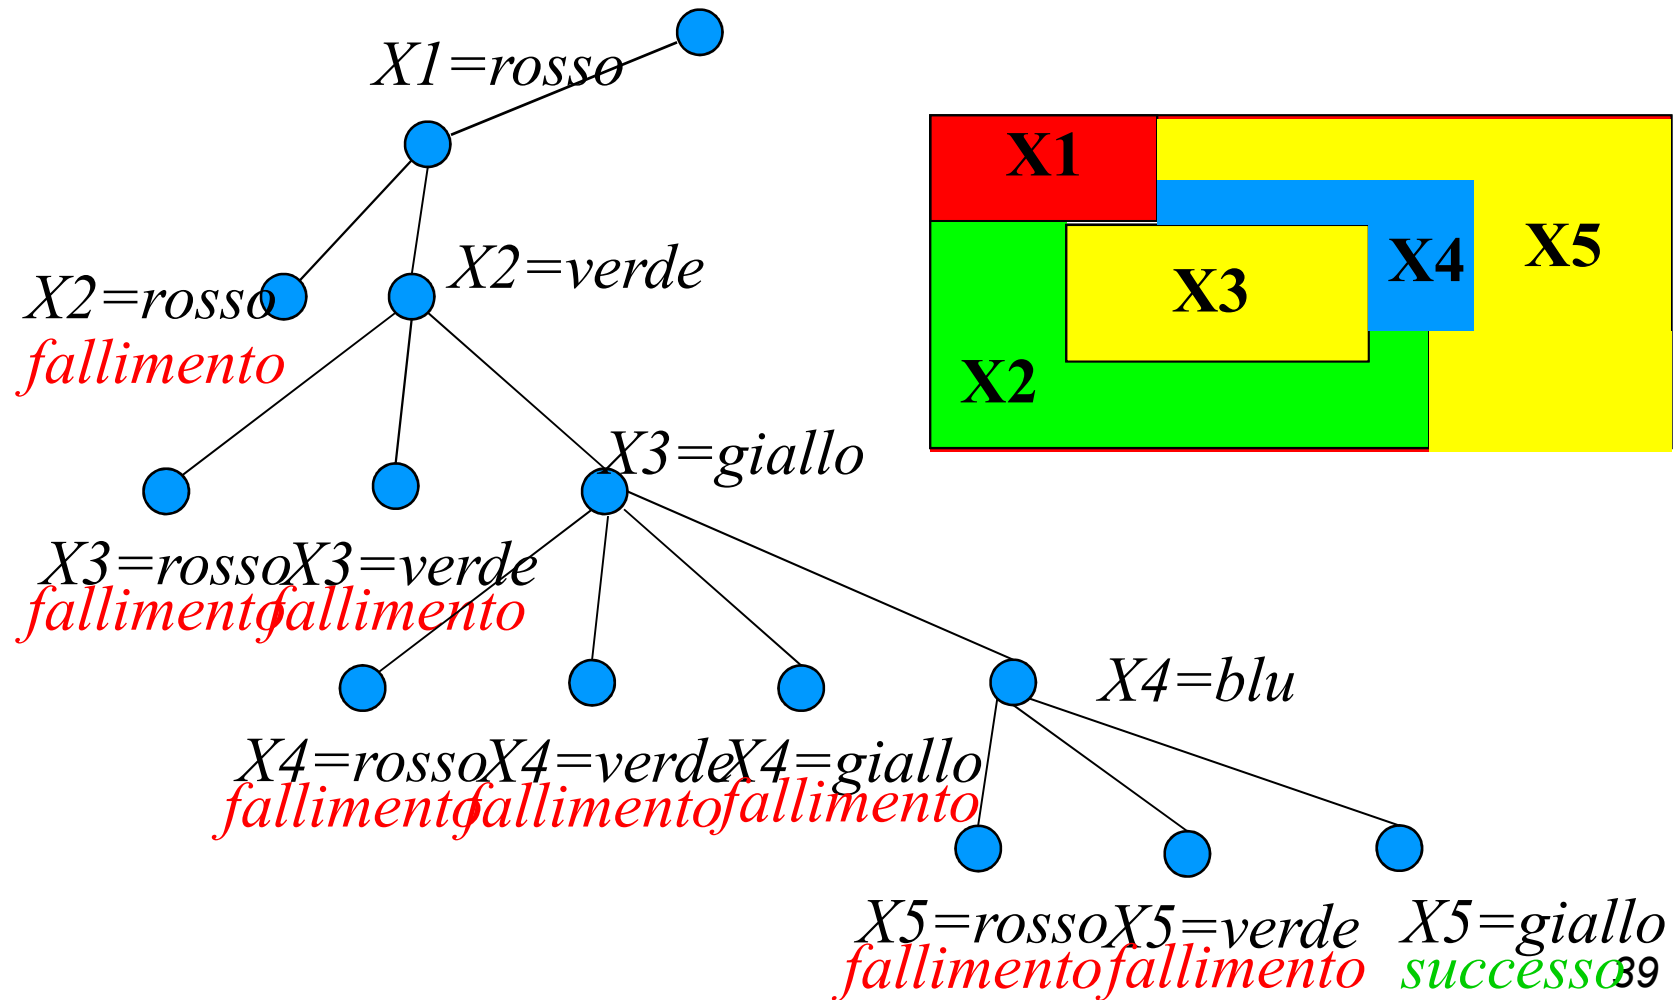 X1=rosso
X1
X5
X4
X3
X2
X2=verde
X2=rosso
fallimento
X3=giallo
X3=rosso
X3=verde
fallimento
fallimento
X4=blu
X4=rosso
X4=verde
X4=giallo
fallimento
fallimento
fallimento
X5=rosso
X5=verde
X5=giallo
fallimento
fallimento
successo
39